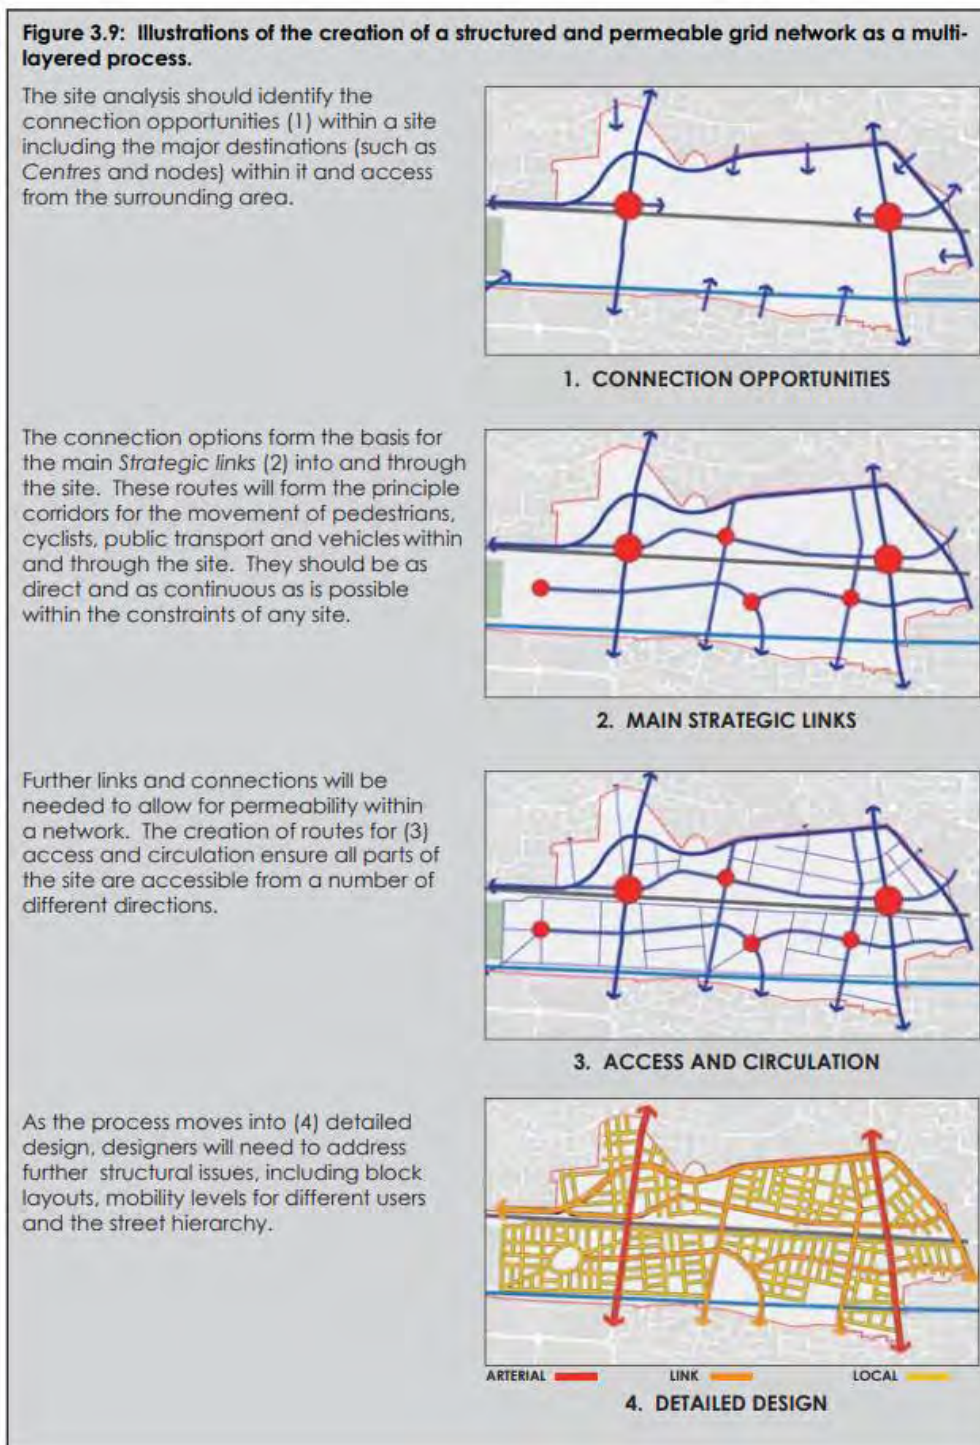 Figure 3.9: Illustrations of the creation of a structured and permeable grid network as a multi-
layered process.
The site analysis should identify the
connection opportunities (1) within a site
including the major destinations (such as
Centres and nodes) within it and access
from the surrounding area.
1. CONNECTION OPPORTUNITIES
The connection options form the basis for
the main Strategic links (2) into and through
the site. These routes will form the principle
corridors for the movement of pedestrians,
cyclists, public transport and vehicles within
and through the site. They should be as
direct and as continuous as is possible
within the constraints of any site.
2. MAIN STRATEGIC LINKS
Further links and connections will be
needed to allow for permeability within
a network. The creation of routes for (3)
access and circulation ensure all parts of
the site are accessible from a number of
different directions.
3. ACCESS AND CIRCULATION
As the process moves into (4) detailed
design, designers will need to address
further structural issues, including block
layouts, mobility levels for different users
and the street hierarchy.
ARTERIAL LINK LOCAL
4. DETAILED DESIGN